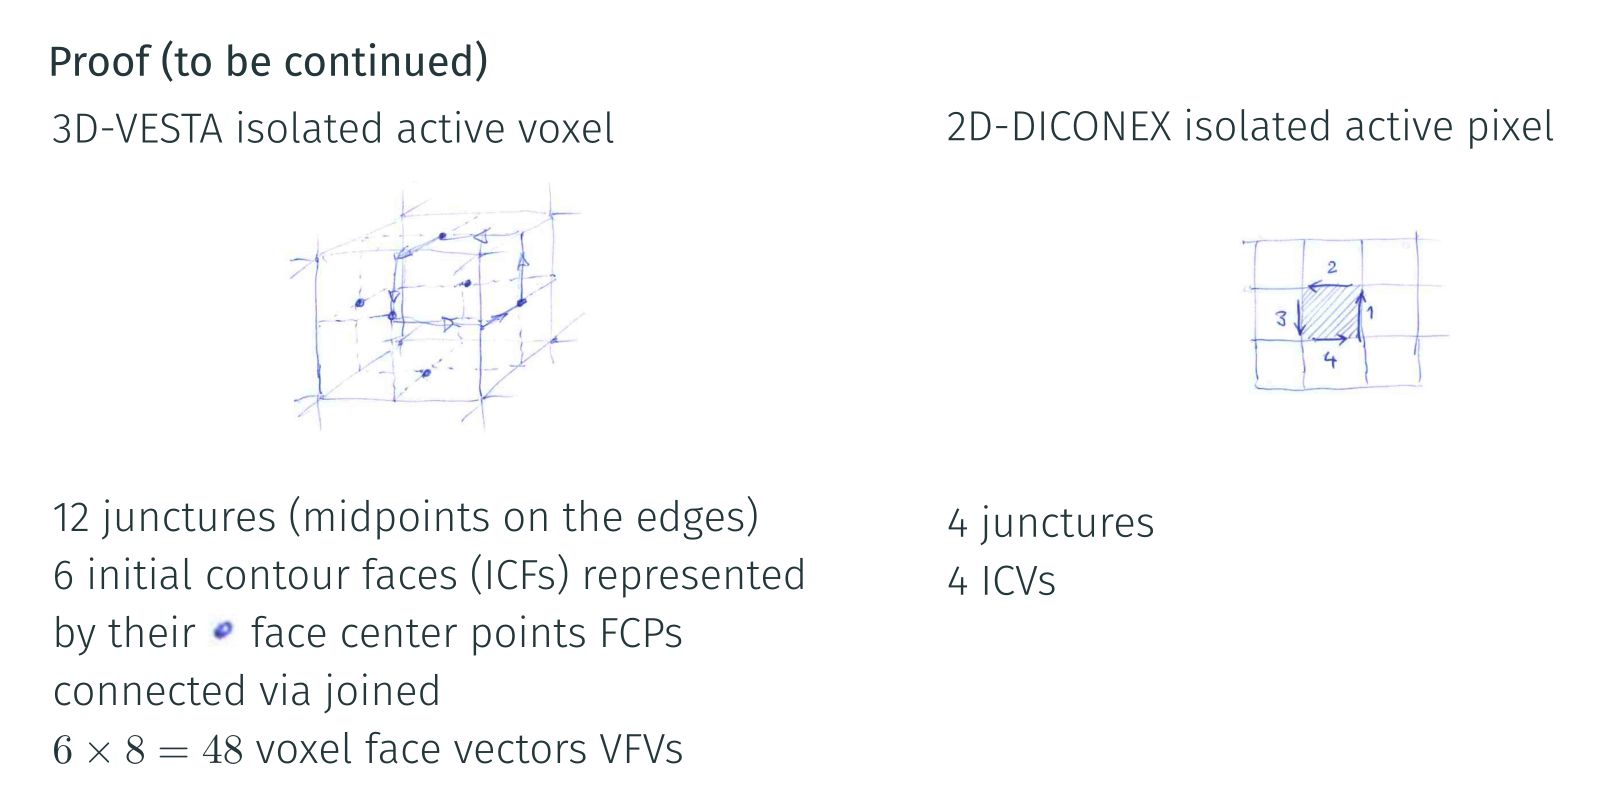 Proof (to be continued)
3D-VESTA isolated active voxel
12 junctures (midpoints on the edges)
6 initial contour faces (ICFs) represented
by their face center points FCPs
connected via joined
6 × 8 = 48 voxel face vectors VFVs
2D-DICONEX isolated active pixel
2
3
1
4
4 junctures
4 ICVs